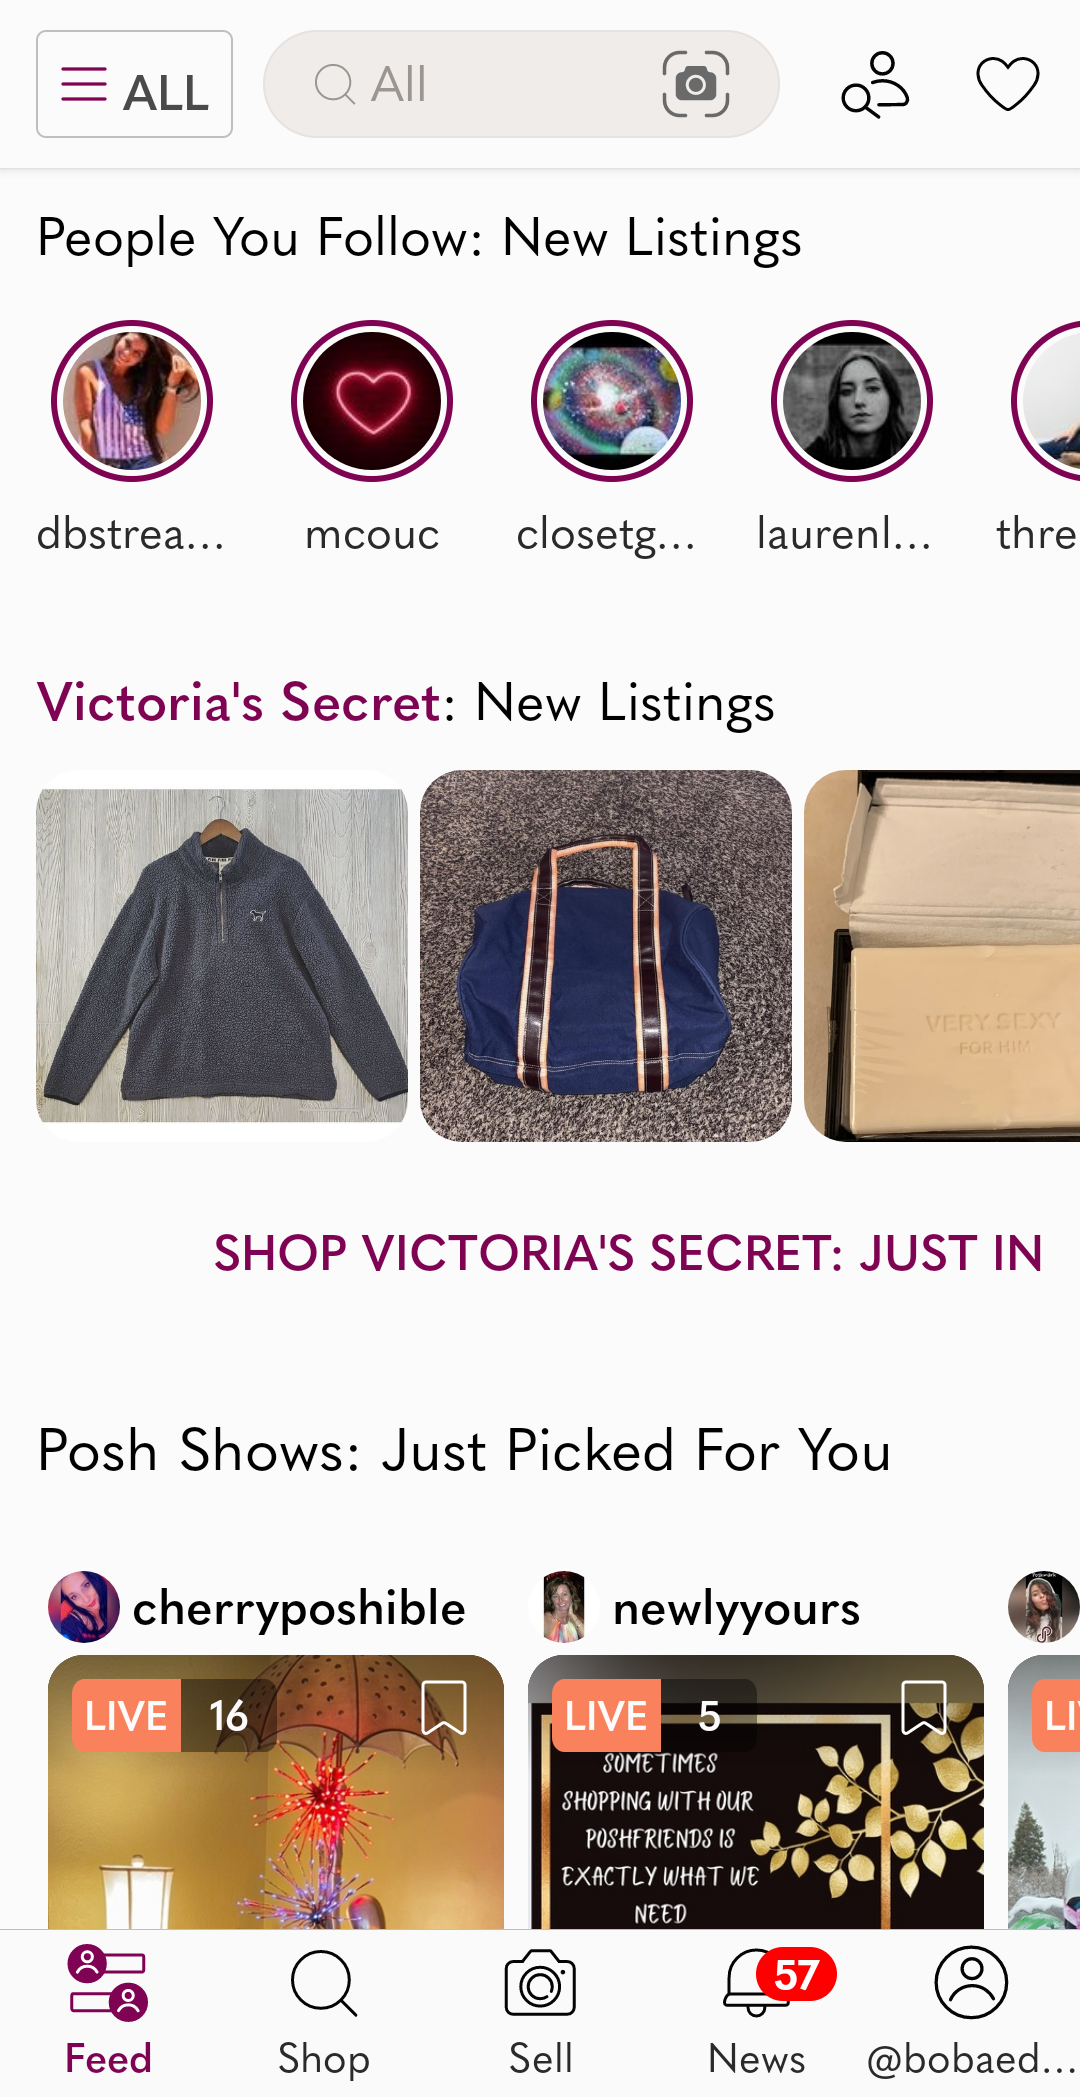 ALL
All
People You Follow: New Listings
dbstrea...
mcouc
closetg...
laurenl...
thre
Victoria's Secret: New Listings
VERY SEXY
FOR HIM
SHOP VICTORIA'S SECRET: JUST IN
Posh Shows: Just Picked For You
cherryposhible
newlyyours
LIVE 16
LIVE 5
LI
SOMETIMES
SHOPPING WITH OUR
POSHFRIENDS IS
EXACTLY WHAT WE
NEED
Feed
Shop
Sell
57
News
@bobaed...